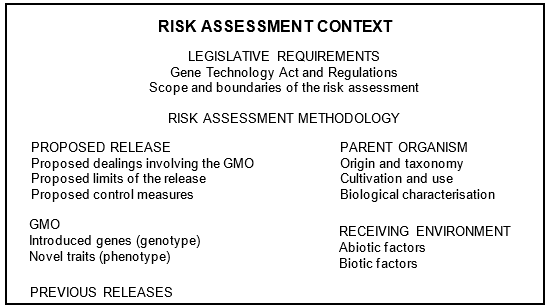 RISK ASSESSMENT CONTEXT
LEGISLATIVE REQUIREMENTS
Gene Technology Act and Regulations
Scope and boundaries of the risk assessment
RISK ASSESSMENT METHODOLOGY
PROPOSED RELEASE
Proposed dealings involving the GMO
Proposed limits of the release
Proposed control measures
PARENT ORGANISM
Origin and taxonomy
Cultivation and use
Biological characterisation
GMO
Introduced genes (genotype)
Novel traits (phenotype)
RECEIVING ENVIRONMENT
Abiotic factors
Biotic factors
PREVIOUS RELEASES